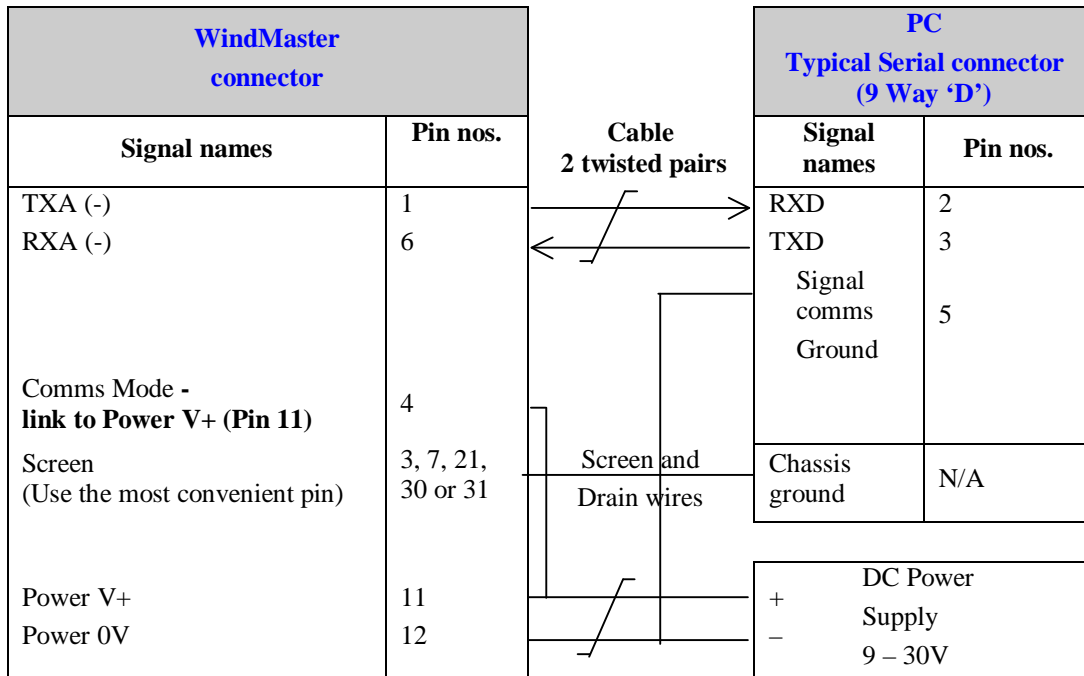 WindMaster
connector
PC
Typical Serial connector
(9 Way ‘D’)
Signal names
Pin nos.
Cable
2 twisted pairs
Signal
names
Pin nos.
TXA (-)
1
RXD
2
RXA (-)
6
TXD
3
Signal
comms
Ground
5
Comms Mode -
link to Power V+ (Pin 11)
4
Screen
(Use the most convenient pin)
3, 7, 21,
30 or 31
Screen and
Drain wires
Chassis
ground
N/A
Power V+
11
Power 0V
12
+
–
DC Power
Supply
9 – 30V